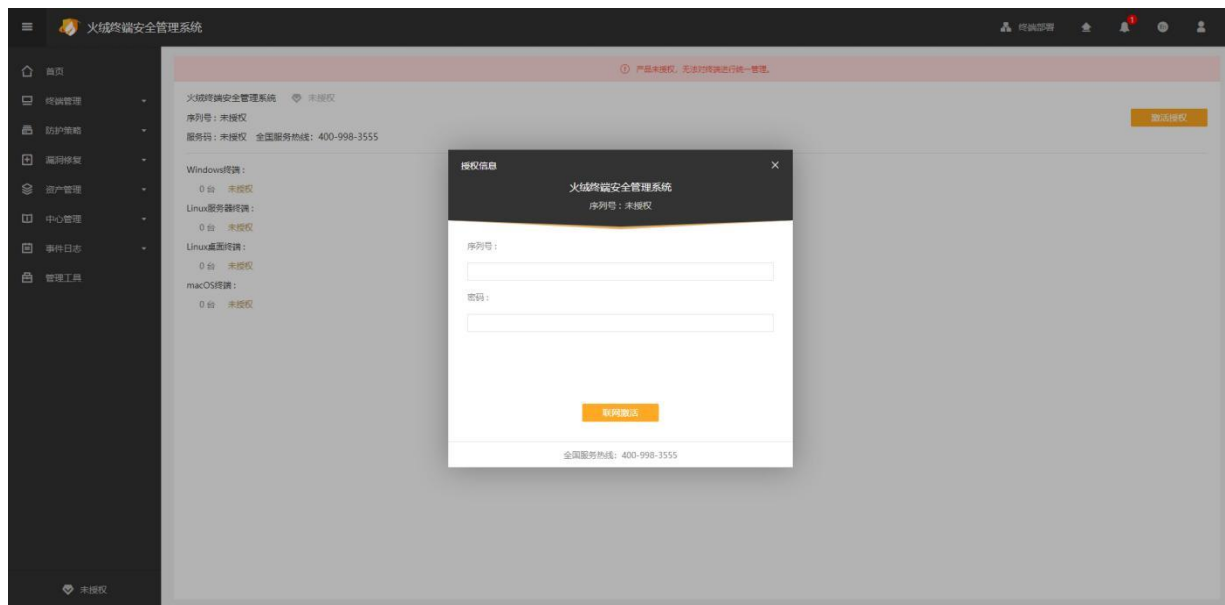 火绒终端安全管理系统
终端部署
1
首页
终端管理
防护策略
漏洞修复
资产管理
中心管理
事件日志
管理工具
未授权
产品未授权，无法对终端进行统一管理。
火绒终端安全管理系统 未授权
序列号：未授权
服务码：未授权 全国服务热线：400-998-3555
激活授权
Windows终端：
0 台 未授权
Linux服务器终端：
0 台 未授权
Linux桌面终端：
0 台 未授权
macOS终端：
0 台 未授权
授权信息
火绒终端安全管理系统
序列号：未授权
序列号：
密码：
联网激活
全国服务热线：400-998-3555